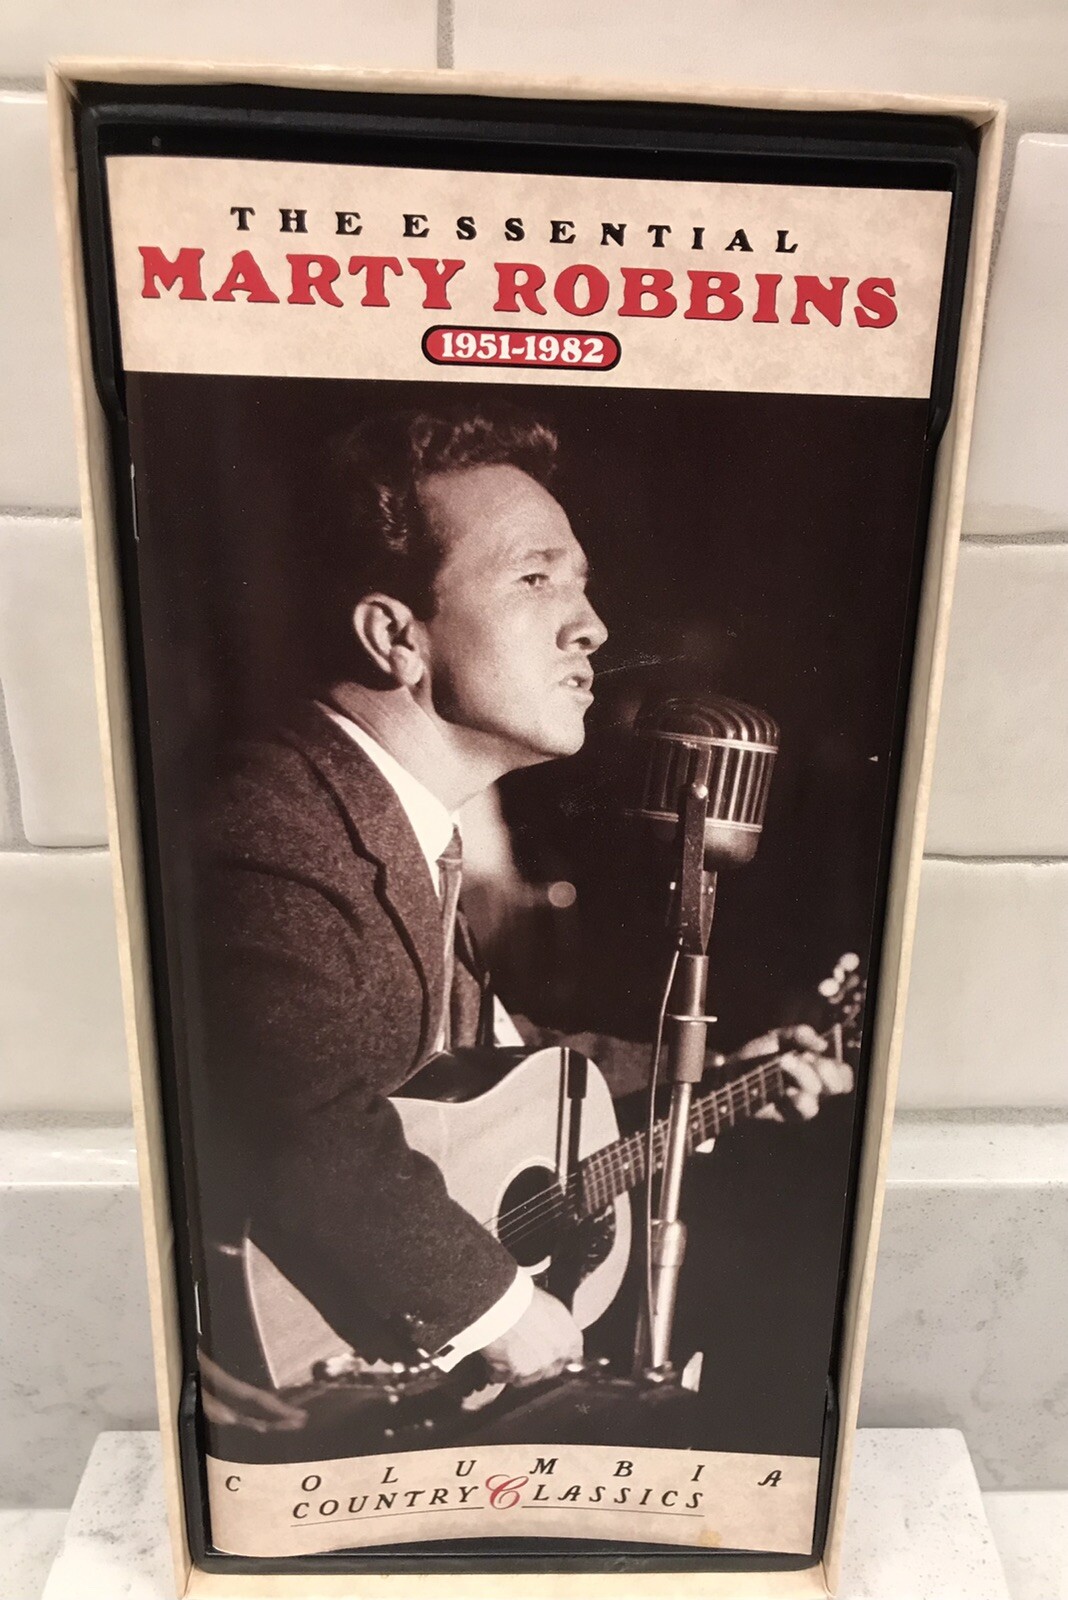 THE ESSENTIAL
MARTY ROBBINS
1951-1982
COLUMBIA
COUNTRY CLASSICS